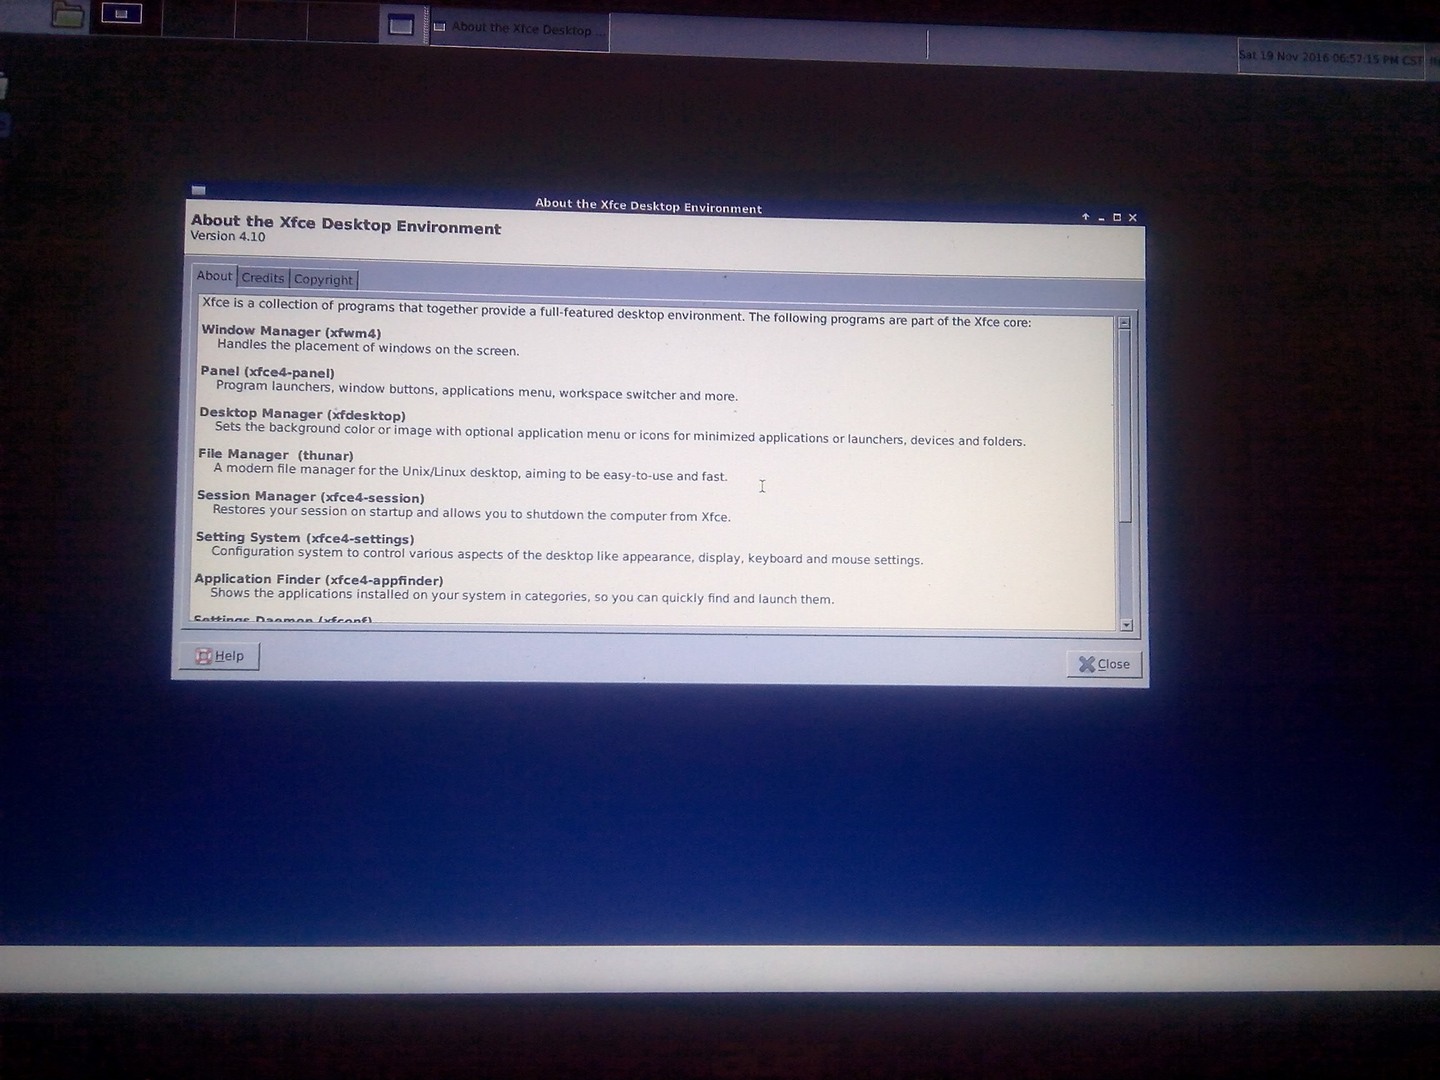 About the Xfce Desktop ...
Sat 19 Nov 2016 06:57:15 PM CST
About the Xfce Desktop Environment
About the Xfce Desktop Environment
Version 4.10
About
Credits
Copyright
Xfce is a collection of programs that together provide a full-featured desktop environment. The following programs are part of the Xfce core:
Window Manager (xfwm4)
Handles the placement of windows on the screen.
Panel (xfce4-panel)
Program launchers, window buttons, applications menu, workspace switcher and more.
Desktop Manager (xfdesktop)
Sets the background color or image with optional application menu or icons for minimized applications or launchers, devices and folders.
File Manager (thunar)
A modern file manager for the Unix/Linux desktop, aiming to be easy-to-use and fast.
Session Manager (xfce4-session)
Restores your session on startup and allows you to shutdown the computer from Xfce.
Setting System (xfce4-settings)
Configuration system to control various aspects of the desktop like appearance, display, keyboard and mouse settings.
Application Finder (xfce4-appfinder)
Shows the applications installed on your system in categories, so you can quickly find and launch them.
Settings Daemon (xfconf)
Help
Close